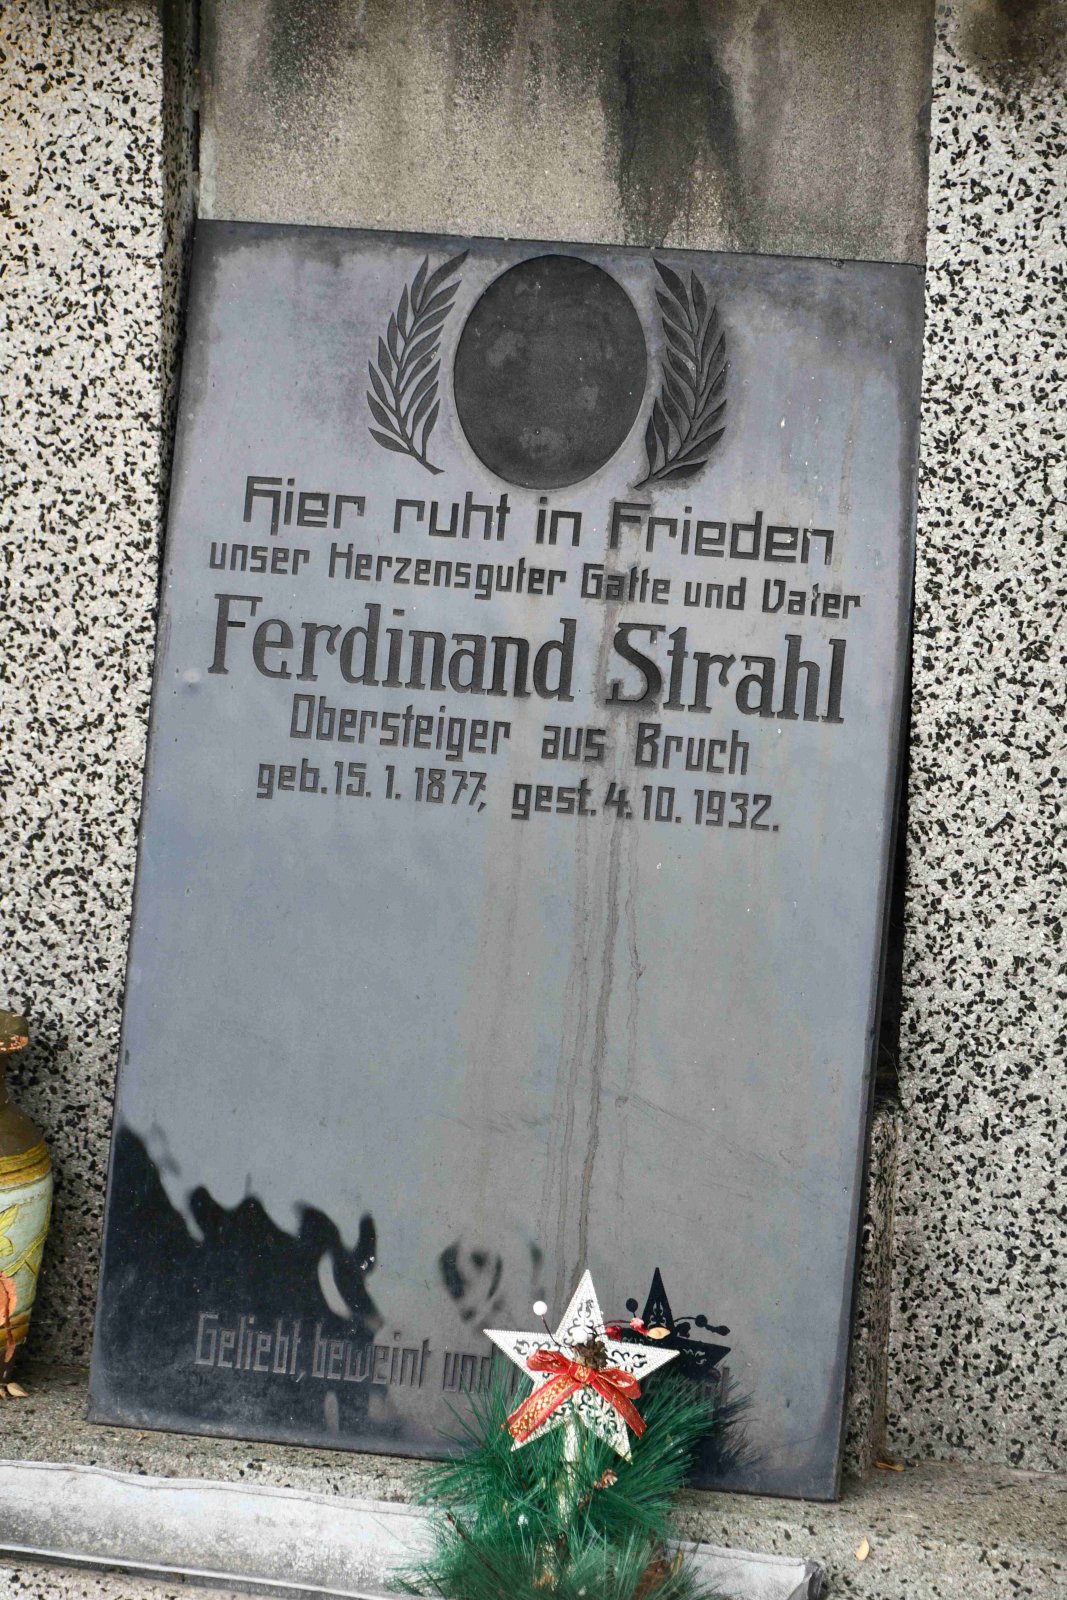 Hier ruht in Frieden
unser Herzensguter Gatte und Vater
Ferdinand Strahl
Obersteiger aus Bruch
geb. 15. 1. 1877, gest. 4. 10. 1932.
Geliebt, beweint und